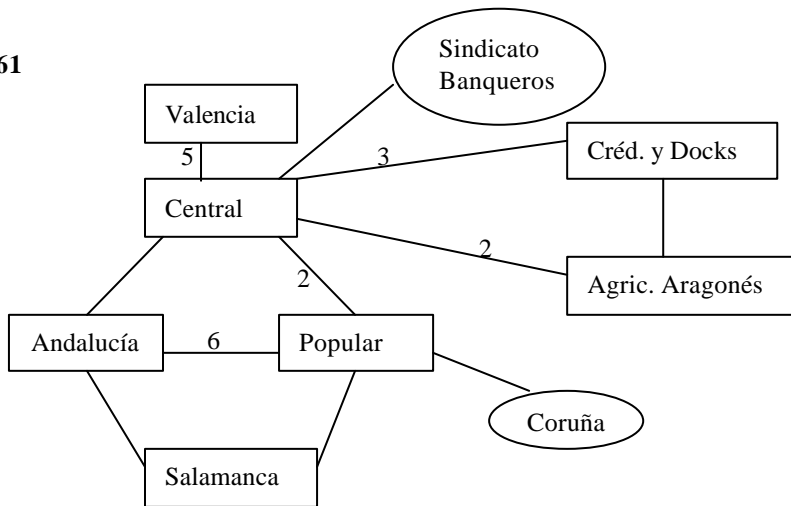 61
Sindicato
Banqueros
Valencia
5
3
Créd. y Docks
Central
2
2
Agric. Aragonés
Andalucía
6
Popular
Coruña
Salamanca